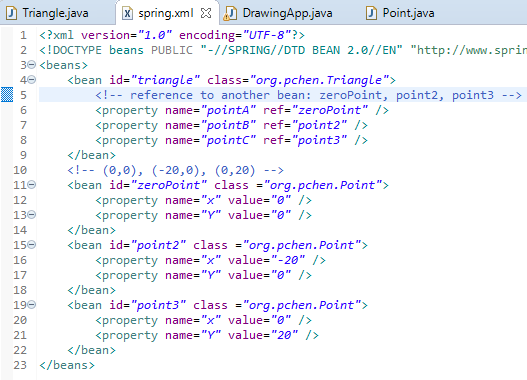 Triangle.java spring.xml DrawingApp.java Point.java
1 <?xml version="1.0" encoding="UTF-8"?>
2 <!DOCTYPE beans PUBLIC "-//SPRING//DTD BEAN 2.0//EN" "http://www.spri
3 <beans>
4 <bean id="triangle" class="org.pchen.Triangle">
5 <!-- reference to another bean: zeroPoint, point2, point3 -->
6 <property name="pointA" ref="zeroPoint" />
7 <property name="pointB" ref="point2" />
8 <property name="pointC" ref="point3" />
9 </bean>
10 <!-- (0,0), (-20,0), (0,20) -->
11 <bean id="zeroPoint" class ="org.pchen.Point">
12 <property name="x" value="0" />
13 <property name="Y" value="0" />
14 </bean>
15 <bean id="point2" class ="org.pchen.Point">
16 <property name="x" value="-20" />
17 <property name="Y" value="0" />
18 </bean>
19 <bean id="point3" class ="org.pchen.Point">
20 <property name="x" value="0" />
21 <property name="Y" value="20" />
22 </bean>
23 </beans>